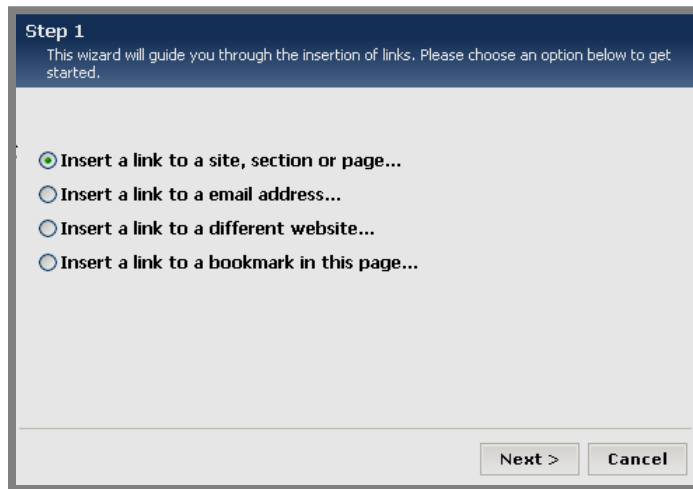 Step 1
This wizard will guide you through the insertion of links. Please choose an option below to get
started.
Insert a link to a site, section or page...
Insert a link to a email address...
Insert a link to a different website...
Insert a link to a bookmark in this page...
Next > Cancel